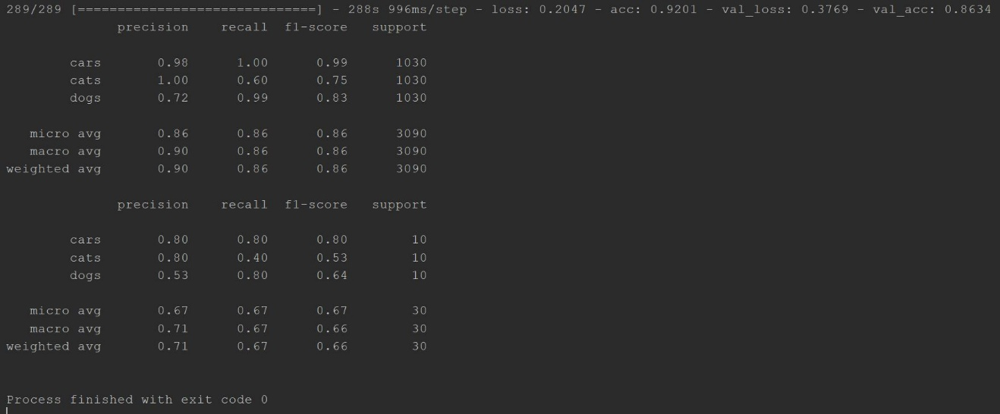 289/289 [==============================] - 288s 996ms/step - loss: 0.2047 - acc: 0.9201 - val_loss: 0.3769 - val_acc: 0.8634
precision recall f1-score support
cars 0.98 1.00 0.99 1030
cats 1.00 0.60 0.75 1030
dogs 0.72 0.99 0.83 1030
micro avg 0.86 0.86 0.86 3090
macro avg 0.90 0.86 0.86 3090
weighted avg 0.90 0.86 0.86 3090
precision recall f1-score support
cars 0.80 0.80 0.80 10
cats 0.80 0.40 0.53 10
dogs 0.53 0.80 0.64 10
micro avg 0.67 0.67 0.67 30
macro avg 0.71 0.67 0.66 30
weighted avg 0.71 0.67 0.66 30
Process finished with exit code 0